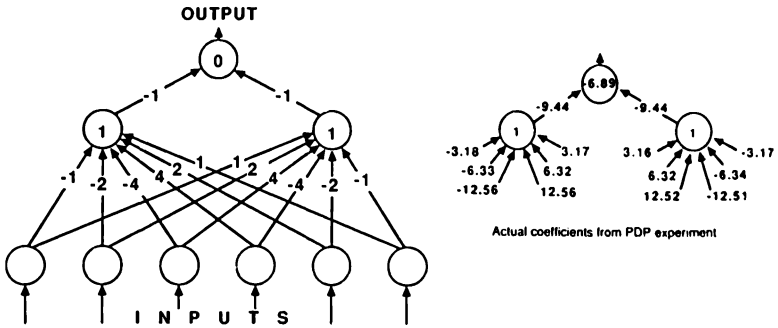 OUTPUT
0
-1 -1
1 1
-1 -2 -4 4 2 1 1 2 4 -4 -2 -1
I N P U T S
-6.89
-9.44 -9.44
1 1
-3.18 3.17 3.16 -3.17
-6.33 6.32 6.32 -6.34
-12.56 12.56 12.52 -12.51
Actual coefficients from PDP experiment